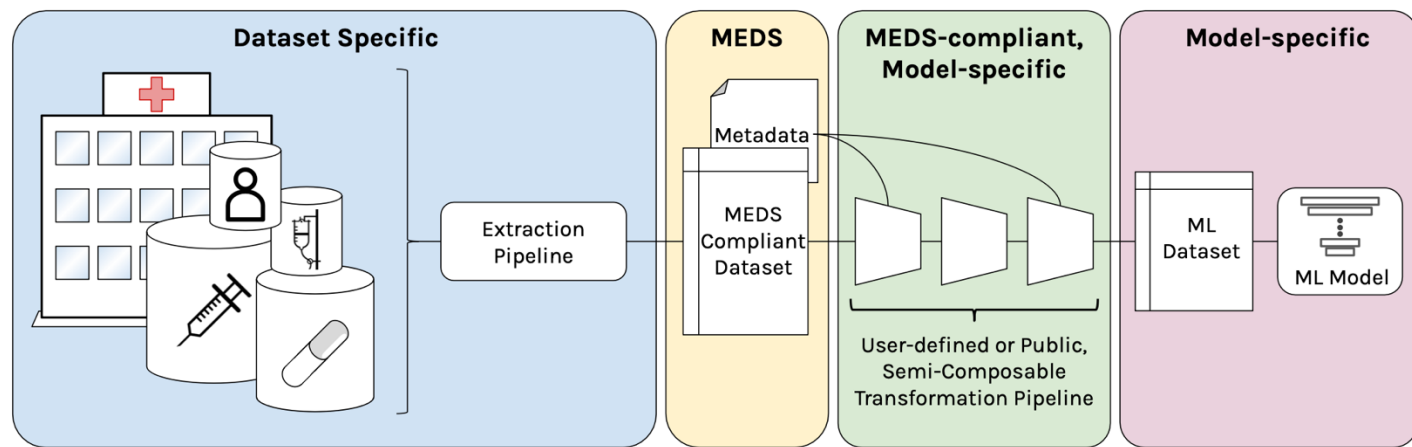 Dataset Specific
Extraction
Pipeline
MEDS
Metadata
MEDS
Compliant
Dataset
MEDS-compliant,
Model-specific
User-defined or Public,
Semi-Composable
Transformation Pipeline
Model-specific
ML
Dataset
ML Model